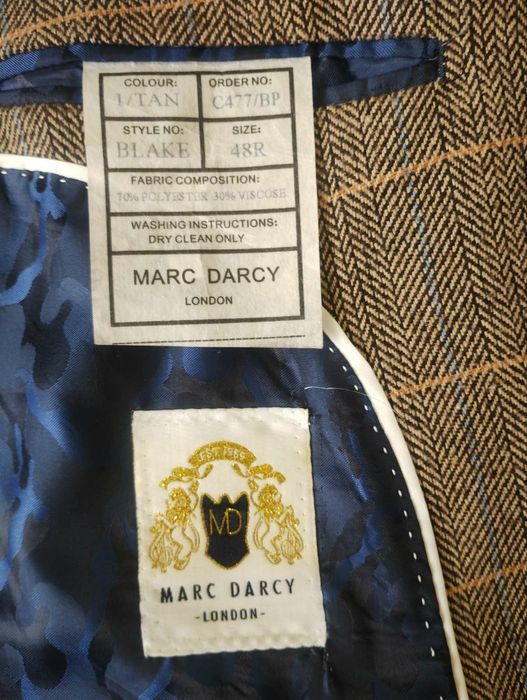 COLOUR: ORDER NO:
1/TAN C477/BP
STYLE NO: SIZE:
BLAKE 48R
FABRIC COMPOSITION:
70% POLYESTER 30% VISCOSE
WASHING INSTRUCTIONS:
DRY CLEAN ONLY
MARC DARCY
LONDON
MD
MARC DARCY
- LONDON -